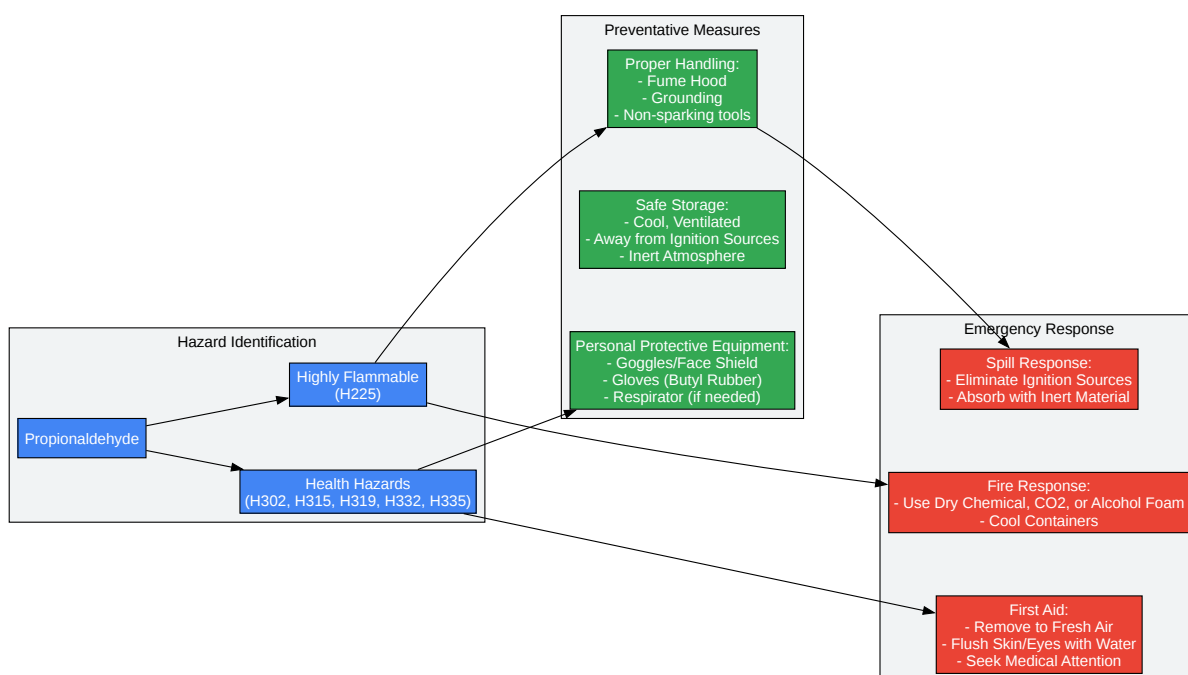 Preventative Measures
Proper Handling:
- Fume Hood
- Grounding
- Non-sparking tools
Safe Storage:
- Cool, Ventilated
- Away from Ignition Sources
- Inert Atmosphere
Personal Protective Equipment:
- Goggles/Face Shield
- Gloves (Butyl Rubber)
- Respirator (if needed)
Hazard Identification
Propionaldehyde
Highly Flammable
(H225)
Health Hazards
(H302, H315, H319, H332, H335)
Emergency Response
Spill Response:
- Eliminate Ignition Sources
- Absorb with Inert Material
Fire Response:
- Use Dry Chemical, CO2, or Alcohol Foam
- Cool Containers
First Aid:
- Remove to Fresh Air
- Flush Skin/Eyes with Water
- Seek Medical Attention